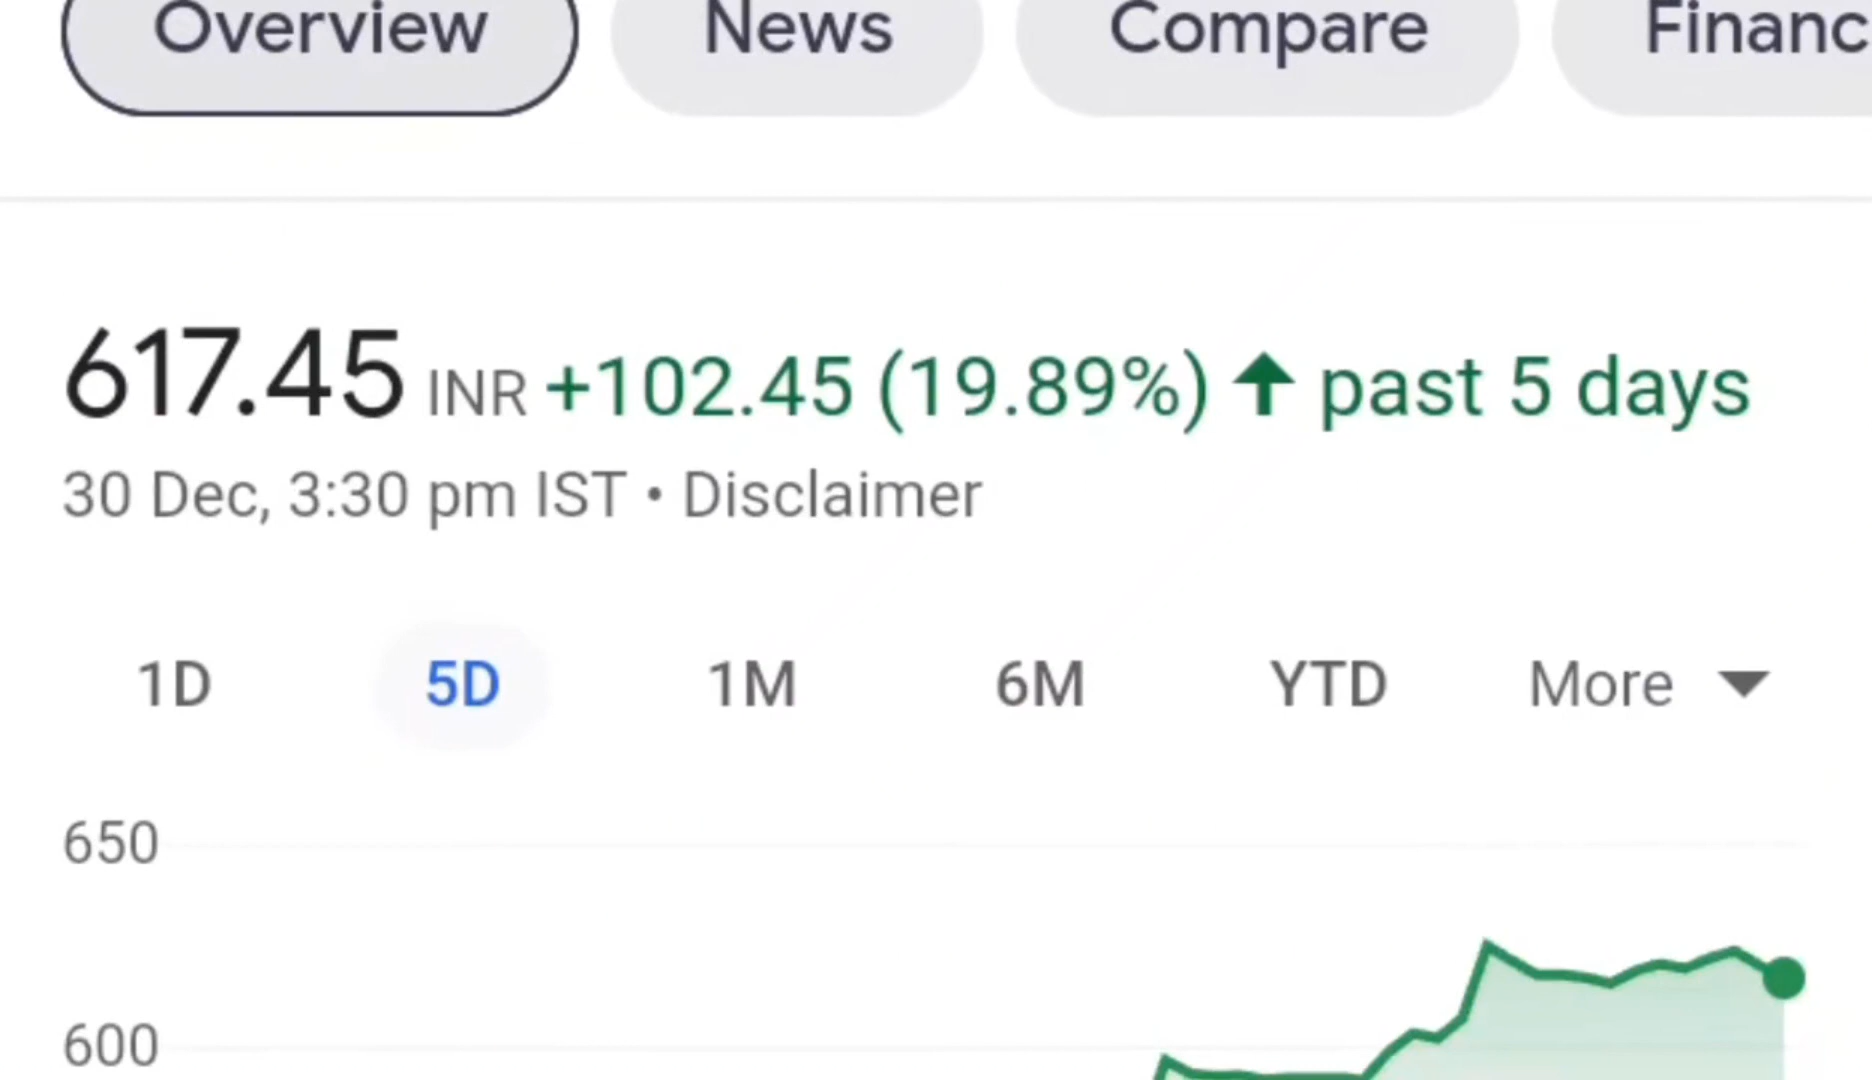 Overview News Compare Financ
617.45 INR +102.45 (19.89%) ↑ past 5 days
30 Dec, 3:30 pm IST • Disclaimer
1D 5D 1M 6M YTD More
650
600